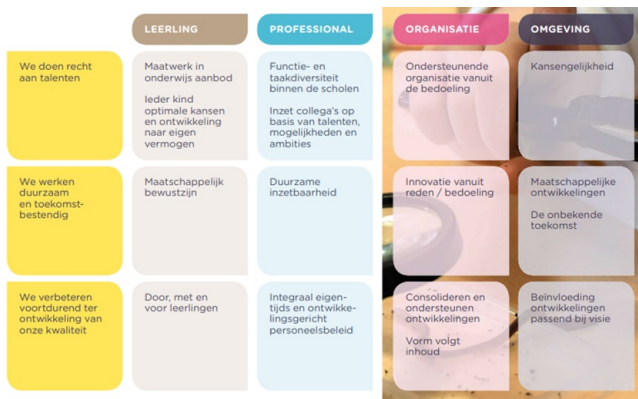 LEERLING
PROFESSIONAL
ORGANISATIE
OMGEVING
We doen recht
aan talenten
Maatwerk in
onderwijs aanbod
Ieder kind
optimale kansen
en ontwikkeling
naar eigen
vermogen
Functie- en
taakdiversiteit
binnen de scholen
Inzet collega's op
basis van talenten,
mogelijkheden en
ambities
Ondersteunende
organisatie vanuit
de bedoeling
Kansengelijkheid
We werken
duurzaam
en toekomst-
bestendig
Maatschappelijk
bewustzijn
Duurzame
inzetbaarheid
Innovatie vanuit
reden / bedoeling
Maatschappelijke
ontwikkelingen
De onbekende
toekomst
We verbeteren
voortdurend ter
ontwikkeling van
onze kwaliteit
Door, met en
voor leerlingen
Integraal eigen-
tijds en ontwikke-
lingsgericht
personeelsbeleid
Consolideren en
ondersteunen
ontwikkelingen
Vorm volgt
inhoud
Beïnvloeding
ontwikkelingen
passend bij visie